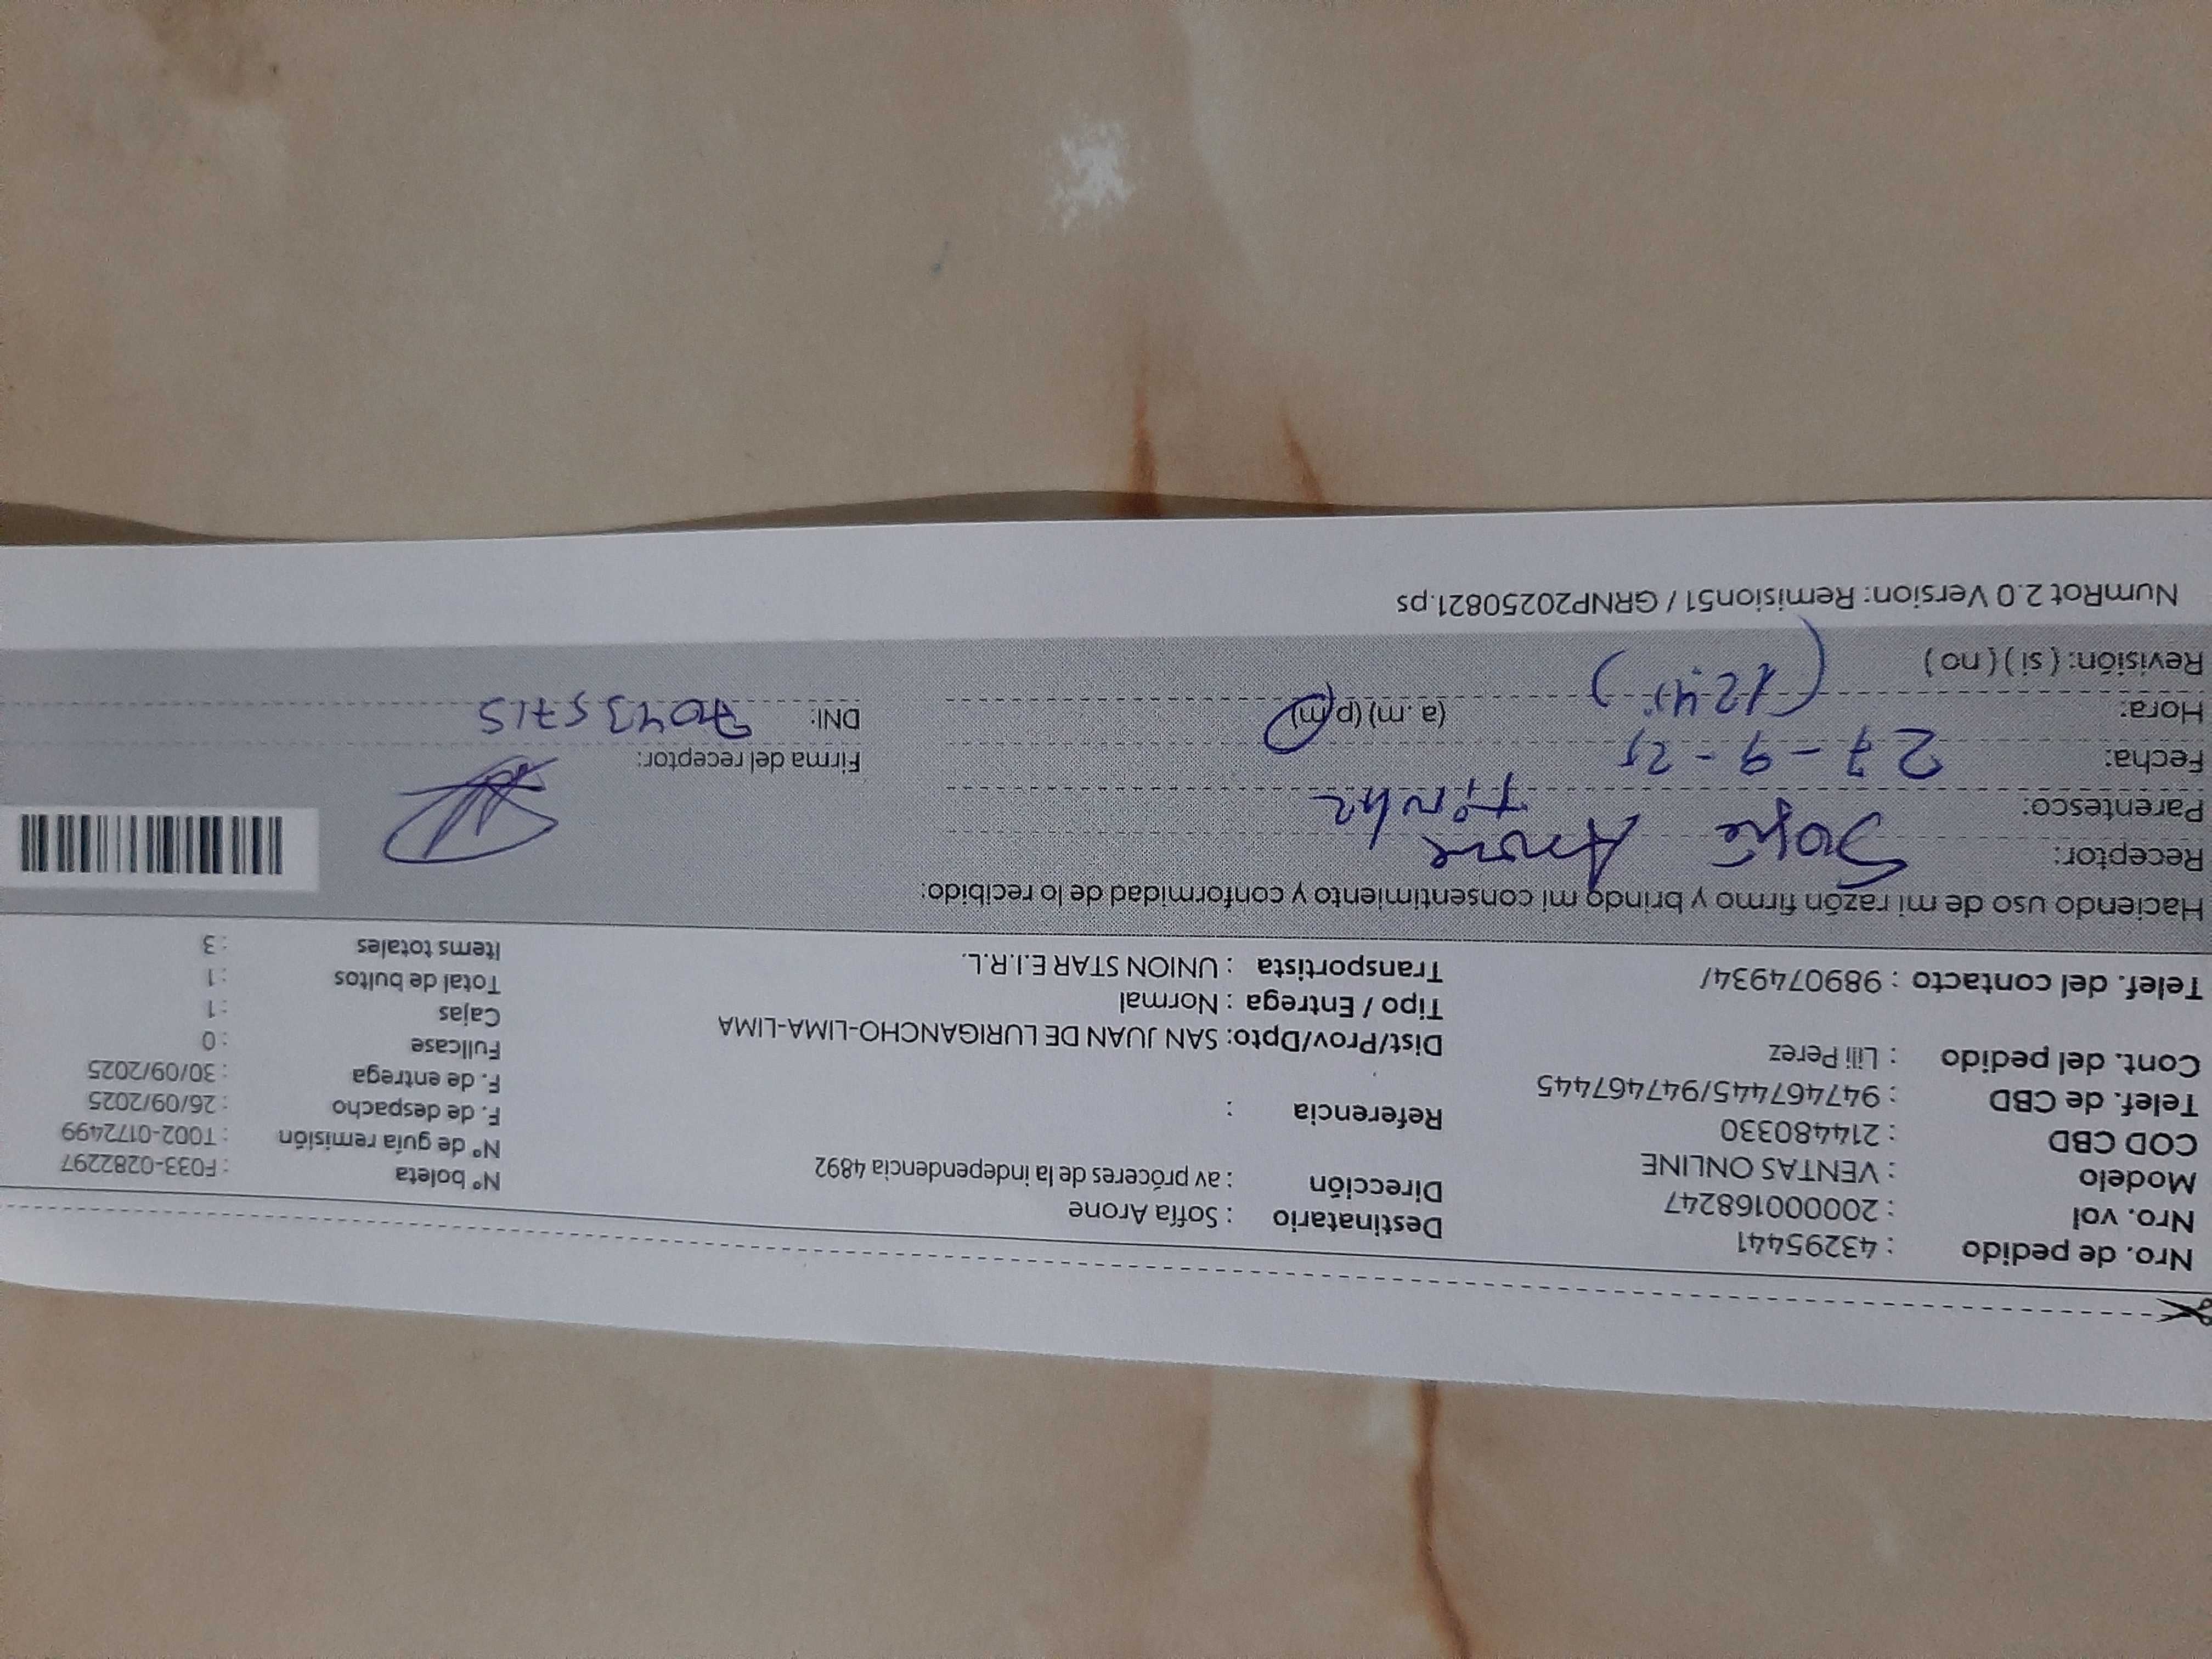 Nro. de pedido : 43295441
Nro. vol : 200000168247
Modelo : VENTAS ONLINE
COD CBD : 214480330
Telef. de CBD : 947467445/947467445
Cont. del pedido : Lili Perez
Telef. del contacto : 989074934/
Destinatario : Sofía Arone
Dirección : av próceres de la independencia 4892
Referencia :
Dist/Prov/Dpto: SAN JUAN DE LURIGANCHO-LIMA-LIMA
Tipo / Entrega : Normal
Transportista : UNION STAR E.I.R.L.
N° boleta : F033-0282297
N° de guía remisión : T002-0172499
F. de despacho : 26/09/2025
F. de entrega : 30/09/2025
Fullcase : 0
Cajas : 1
Total de bultos : 1
Items totales : 3
Haciendo uso de mi razón firmo y brindo mi consentimiento y conformidad de lo recibido:
Receptor: Arone
Parentesco:
Fecha: 27-9-25
Hora: (a.m) (p.m)
Revisión: ( si ) ( no )
Firma del receptor:
DNI: 70435715
NumRot 2.0 Version: Remision51 / GRNP20250821.ps